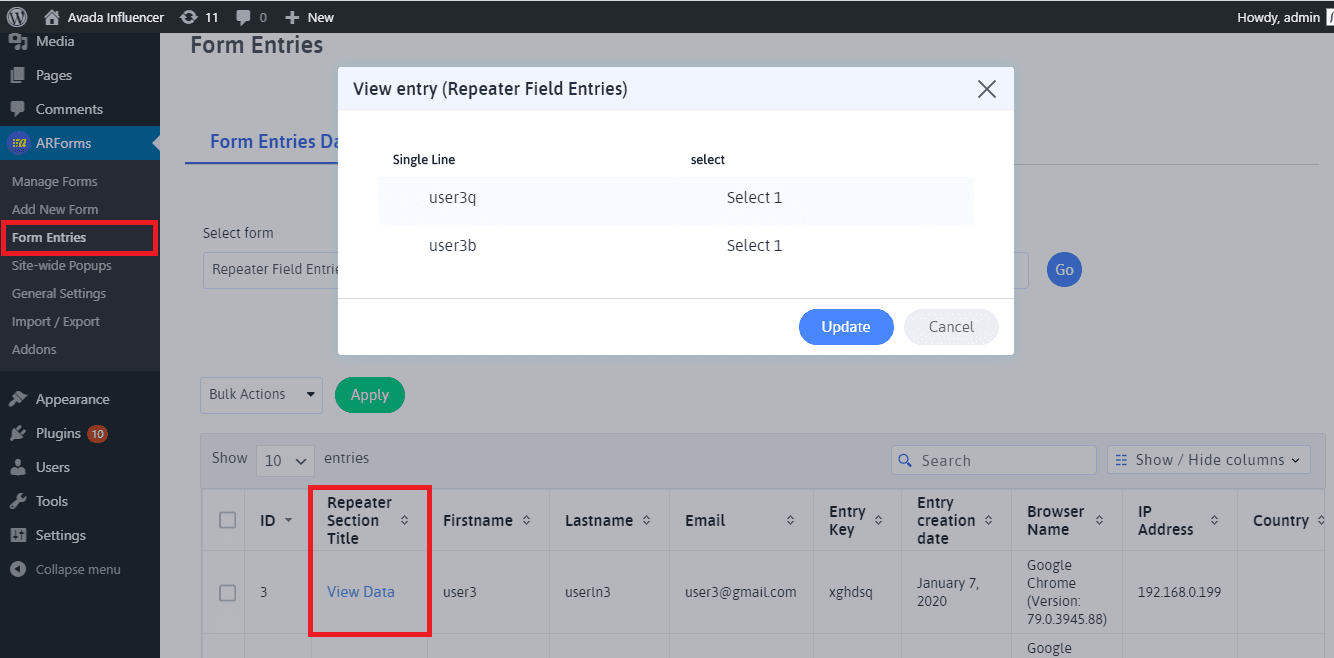 Avada Influencer 11 0 New Howdy, admin
Media
Pages
Comments
ARForms
Manage Forms
Add New Form
Form Entries
Site-wide Popups
General Settings
Import / Export
Addons
Appearance
Plugins 10
Users
Tools
Settings
Collapse menu
Form Entries
View entry (Repeater Field Entries)
Form Entries Da
Single Line select
user3q Select 1
user3b Select 1
Update Cancel
Select form
Repeater Field Entrie Go
Bulk Actions Apply
Show 10 entries Search Show / Hide columns
ID
Repeater
Section
Title
Firstname
Lastname
Email
Entry
Key
Entry
creation
date
Browser
Name
IP
Address
Country
3
View Data
user3
userln3
user3@gmail.com
xghdsq
January 7,
2020
Google
Chrome
(Version:
79.0.3945.88)
192.168.0.199
Google